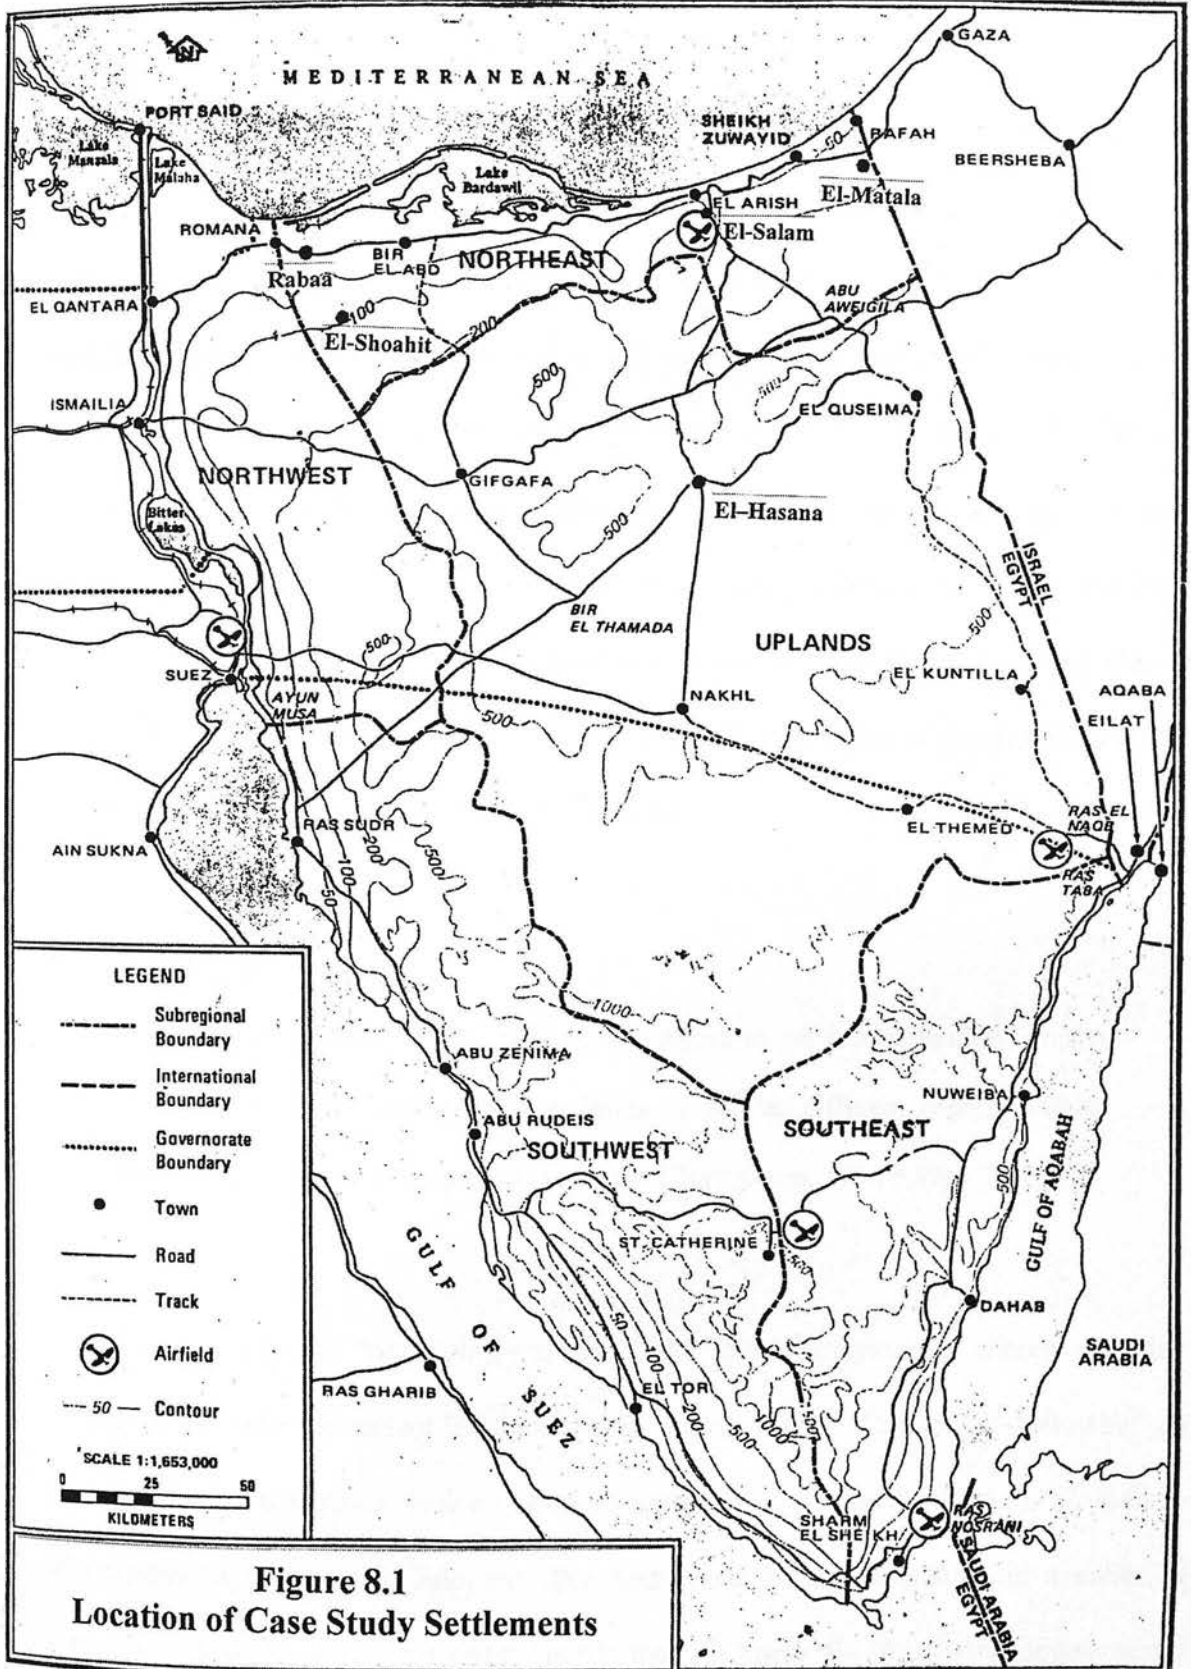 N
MEDITERRANEAN SEA
GAZA
PORT SAID
Lake
Manzala
Lake
Malaha
SHEIKH
ZUWAYID
50
RAFAH
BEERSHEBA
Lake
Bardawil
EL ARISH
El-Matala
El-Salam
ROMANA
BIR
EL ABD
NORTHEAST
Rabaa
EL QANTARA
100
El-Shoahit
200
ABU
AWEIGILA
500
500
ISMAILIA
EL QUSEIMA
NORTHWEST
GIFGAFA
El–Hasana
500
Bitter
Lakes
ISRAEL
EGYPT
BIR
EL THAMADA
500
UPLANDS
500
SUEZ
AYUN
MUSA
EL KUNTILLA
NAKHL
AQABA
EILAT
500
RAS SUDR
AIN SUKNA
EL THEMED
RAS EL
NAQB
RAS
TABA
50
100
200
500
1000
ABU ZENIMA
ABU RUDEIS
NUWEIBA
SOUTHWEST
SOUTHEAST
500
GULF OF AQABAH
ST. CATHERINE
500
DAHAB
GULF OF SUEZ
SAUDI
ARABIA
RAS GHARIB
EL TOR
50
100
200
500
1000
500
SHARM
EL SHEIKH
RAS
NOSRANI
SAUDI ARABIA
EGYPT
LEGEND
Subregional
Boundary
International
Boundary
Governorate
Boundary
Town
Road
Track
Airfield
50
Contour
SCALE 1:1,653,000
0 25 50
KILOMETERS
Figure 8.1
Location of Case Study Settlements